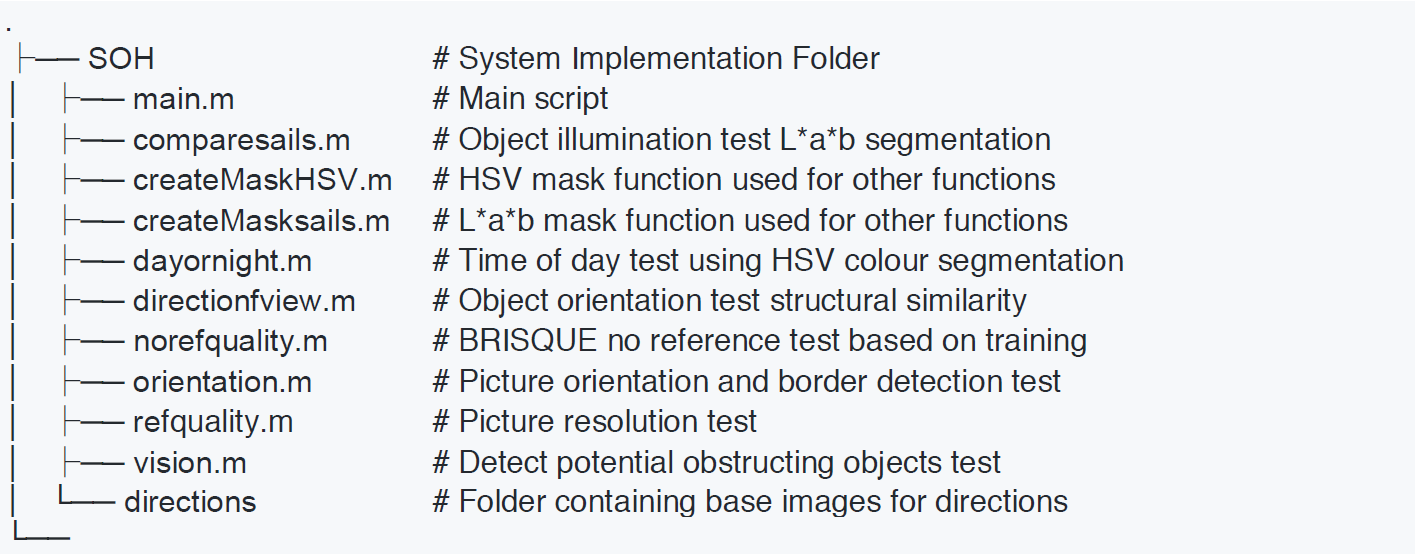 .
├── SOH # System Implementation Folder
│ ├── main.m # Main script
│ ├── comparesails.m # Object illumination test L*a*b segmentation
│ ├── createMaskHSV.m # HSV mask function used for other functions
│ ├── createMasksails.m # L*a*b mask function used for other functions
│ ├── dayornight.m # Time of day test using HSV colour segmentation
│ ├── directionfview.m # Object orientation test structural similarity
│ ├── norefquality.m # BRISQUE no reference test based on training
│ ├── orientation.m # Picture orientation and border detection test
│ ├── refquality.m # Picture resolution test
│ ├── vision.m # Detect potential obstructing objects test
│ └── directions # Folder containing base images for directions
└──